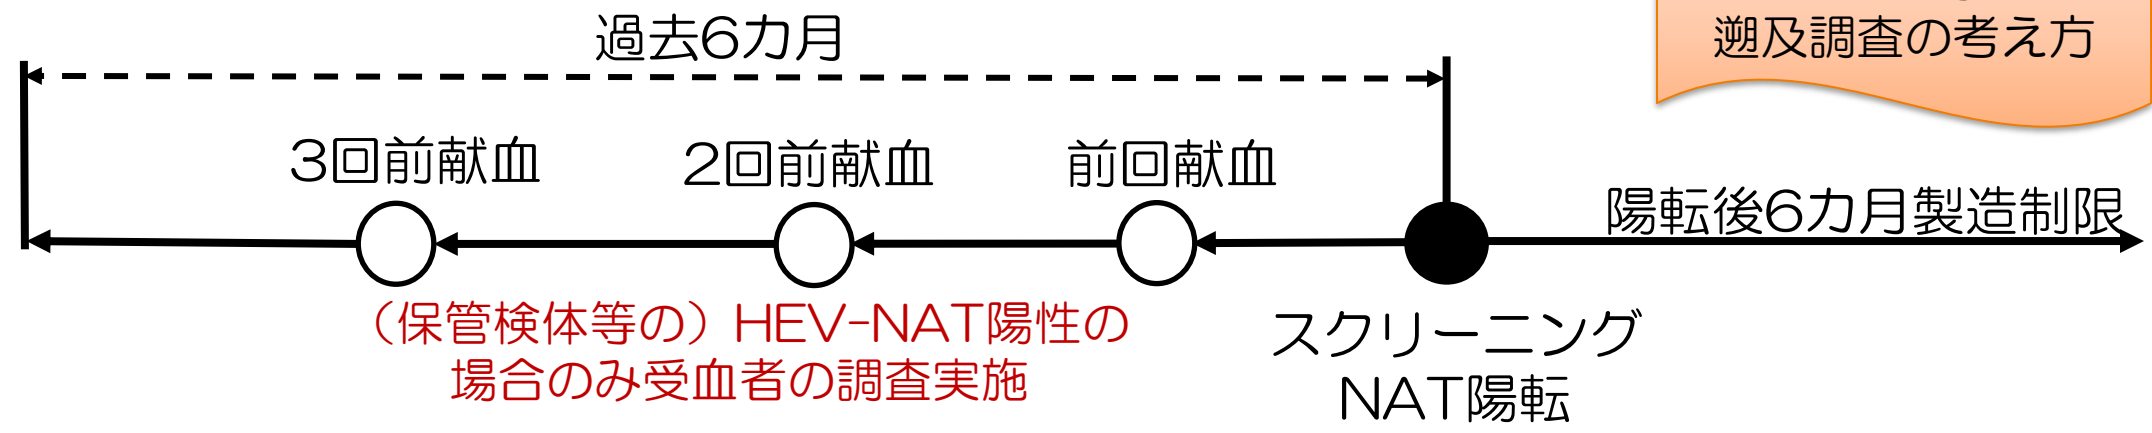 過去6カ月
遡及調査の考え方
3回前献血
2回前献血
前回献血
陽転後6カ月製造制限
（保管検体等の）HEV-NAT陽性の
場合のみ受血者の調査実施
スクリーニング
NAT陽転